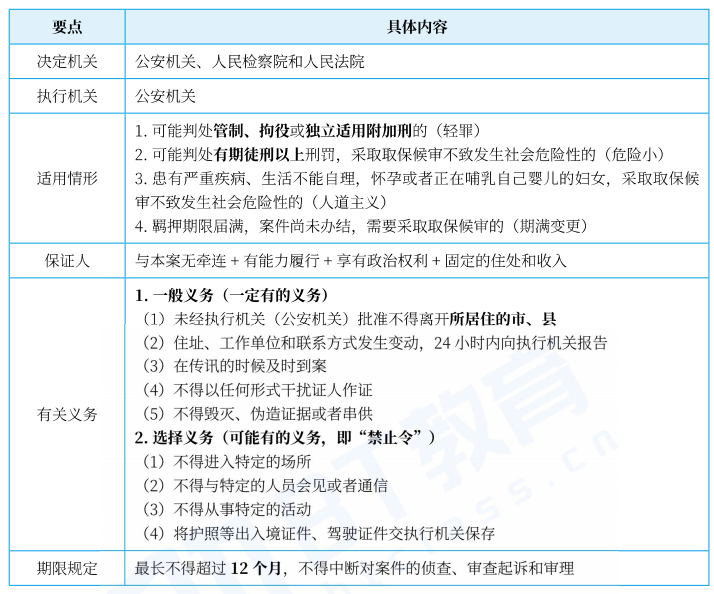 要点 具体内容
决定机关 公安机关、人民检察院和人民法院
执行机关 公安机关
适用情形
1. 可能判处管制、拘役或独立适用附加刑的（轻罪）
2. 可能判处有期徒刑以上刑罚，采取取保候审不致发生社会危险性的（危险小）
3. 患有严重疾病、生活不能自理，怀孕或者正在哺乳自己婴儿的妇女，采取取保候
审不致发生社会危险性的（人道主义）
4. 羁押期限届满，案件尚未办结，需要采取取保候审的（期满变更）
保证人 与本案无牵连 + 有能力履行 + 享有政治权利 + 固定的住处和收入
有关义务
1. 一般义务（一定有的义务）
（1）未经执行机关（公安机关）批准不得离开所居住的市、县
（2）住址、工作单位和联系方式发生变动，24 小时内向执行机关报告
（3）在传讯的时候及时到案
（4）不得以任何形式干扰证人作证
（5）不得毁灭、伪造证据或者串供
2. 选择义务（可能有的义务，即“禁止令”）
（1）不得进入特定的场所
（2）不得与特定的人员会见或者通信
（3）不得从事特定的活动
（4）将护照等出入境证件、驾驶证件交执行机关保存
期限规定 最长不得超过 12 个月，不得中断对案件的侦查、审查起诉和审理